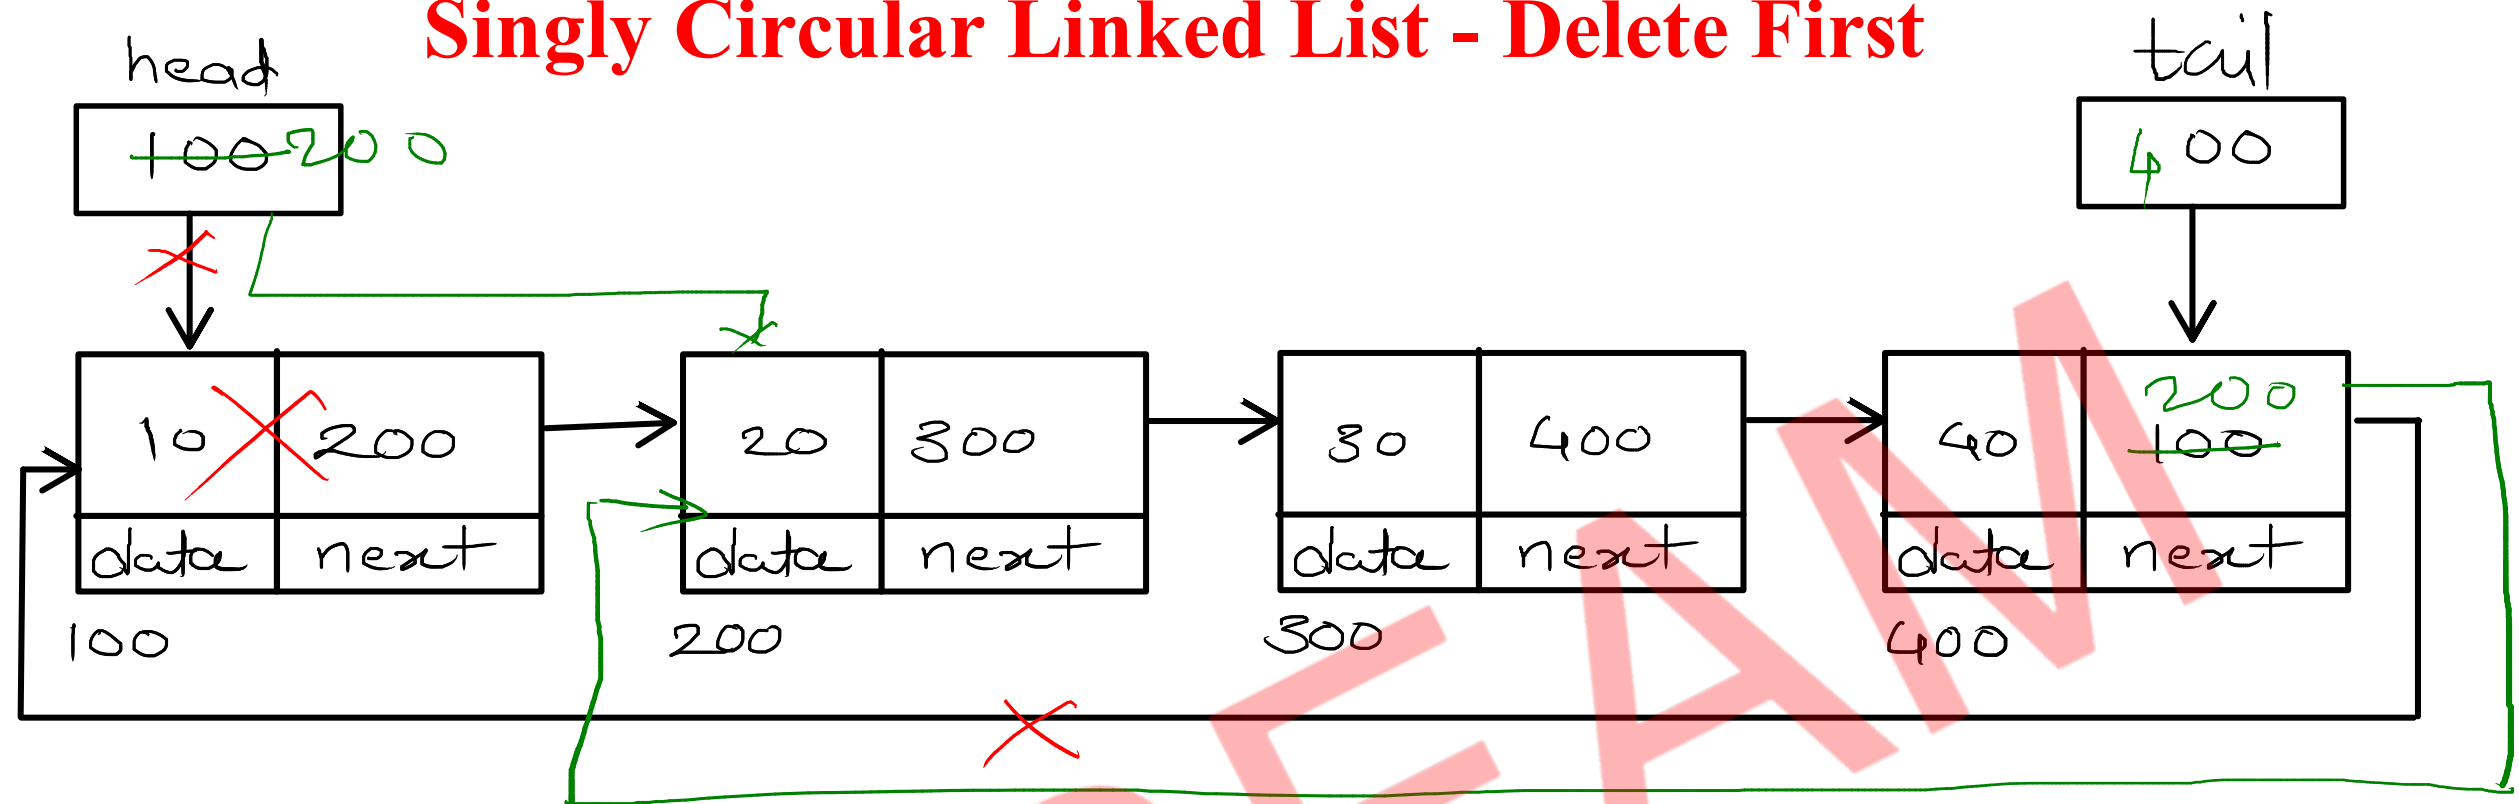 Singly Circular Linked List - Delete First
head tail
100 200 400
200
10 200 20 300 30 400 40 100
data next data next data next data next
100 200 300 400